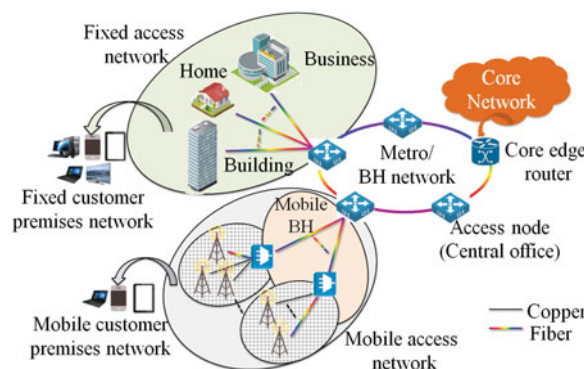 Fixed access
network
Business
Home
Building
Core
Network
Metro/
BH network
Core edge
router
Fixed customer
premises network
Mobile
BH
Access node
(Central office)
Mobile customer
premises network
Mobile access
network
Copper
Fiber